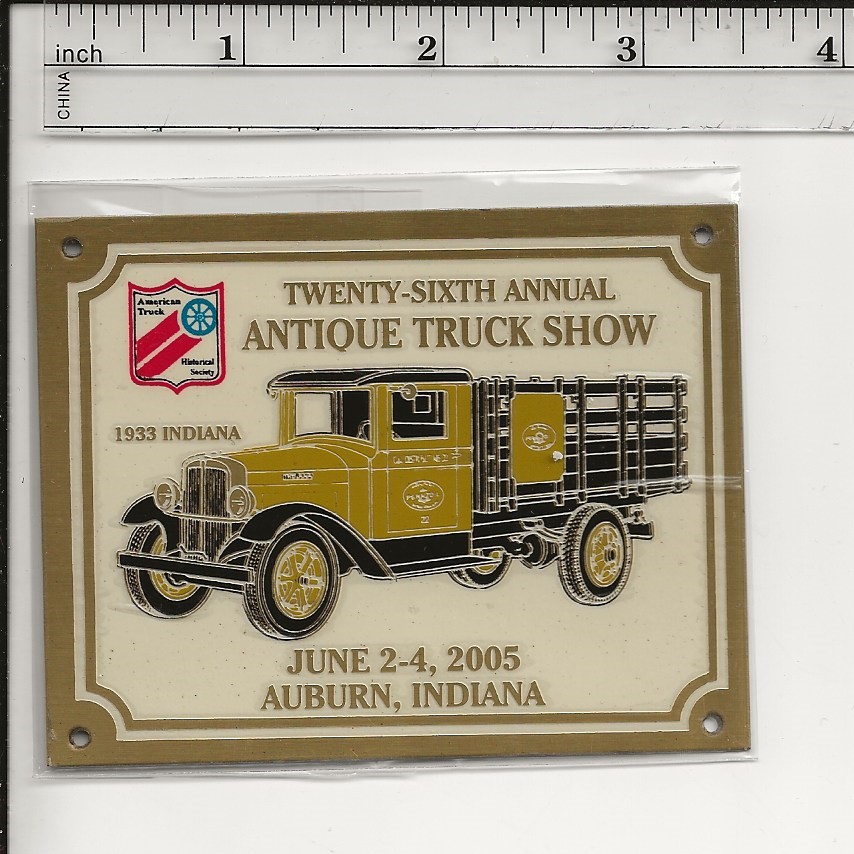 inch 1 2 3 4
CHINA
TWENTY-SIXTH ANNUAL
ANTIQUE TRUCK SHOW
American
Truck
Historical
Society
1933 INDIANA
22
JUNE 2-4, 2005
AUBURN, INDIANA